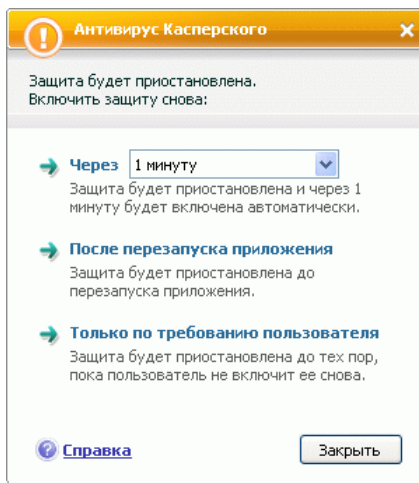 Антивирус Касперского
Защита будет приостановлена.
Включить защиту снова:
Через 1 минуту
Защита будет приостановлена и через 1
минуту будет включена автоматически.
После перезапуска приложения
Защита будет приостановлена до
перезапуска приложения.
Только по требованию пользователя
Защита будет приостановлена до тех пор,
пока пользователь не включит ее снова.
Справка
Закрыть